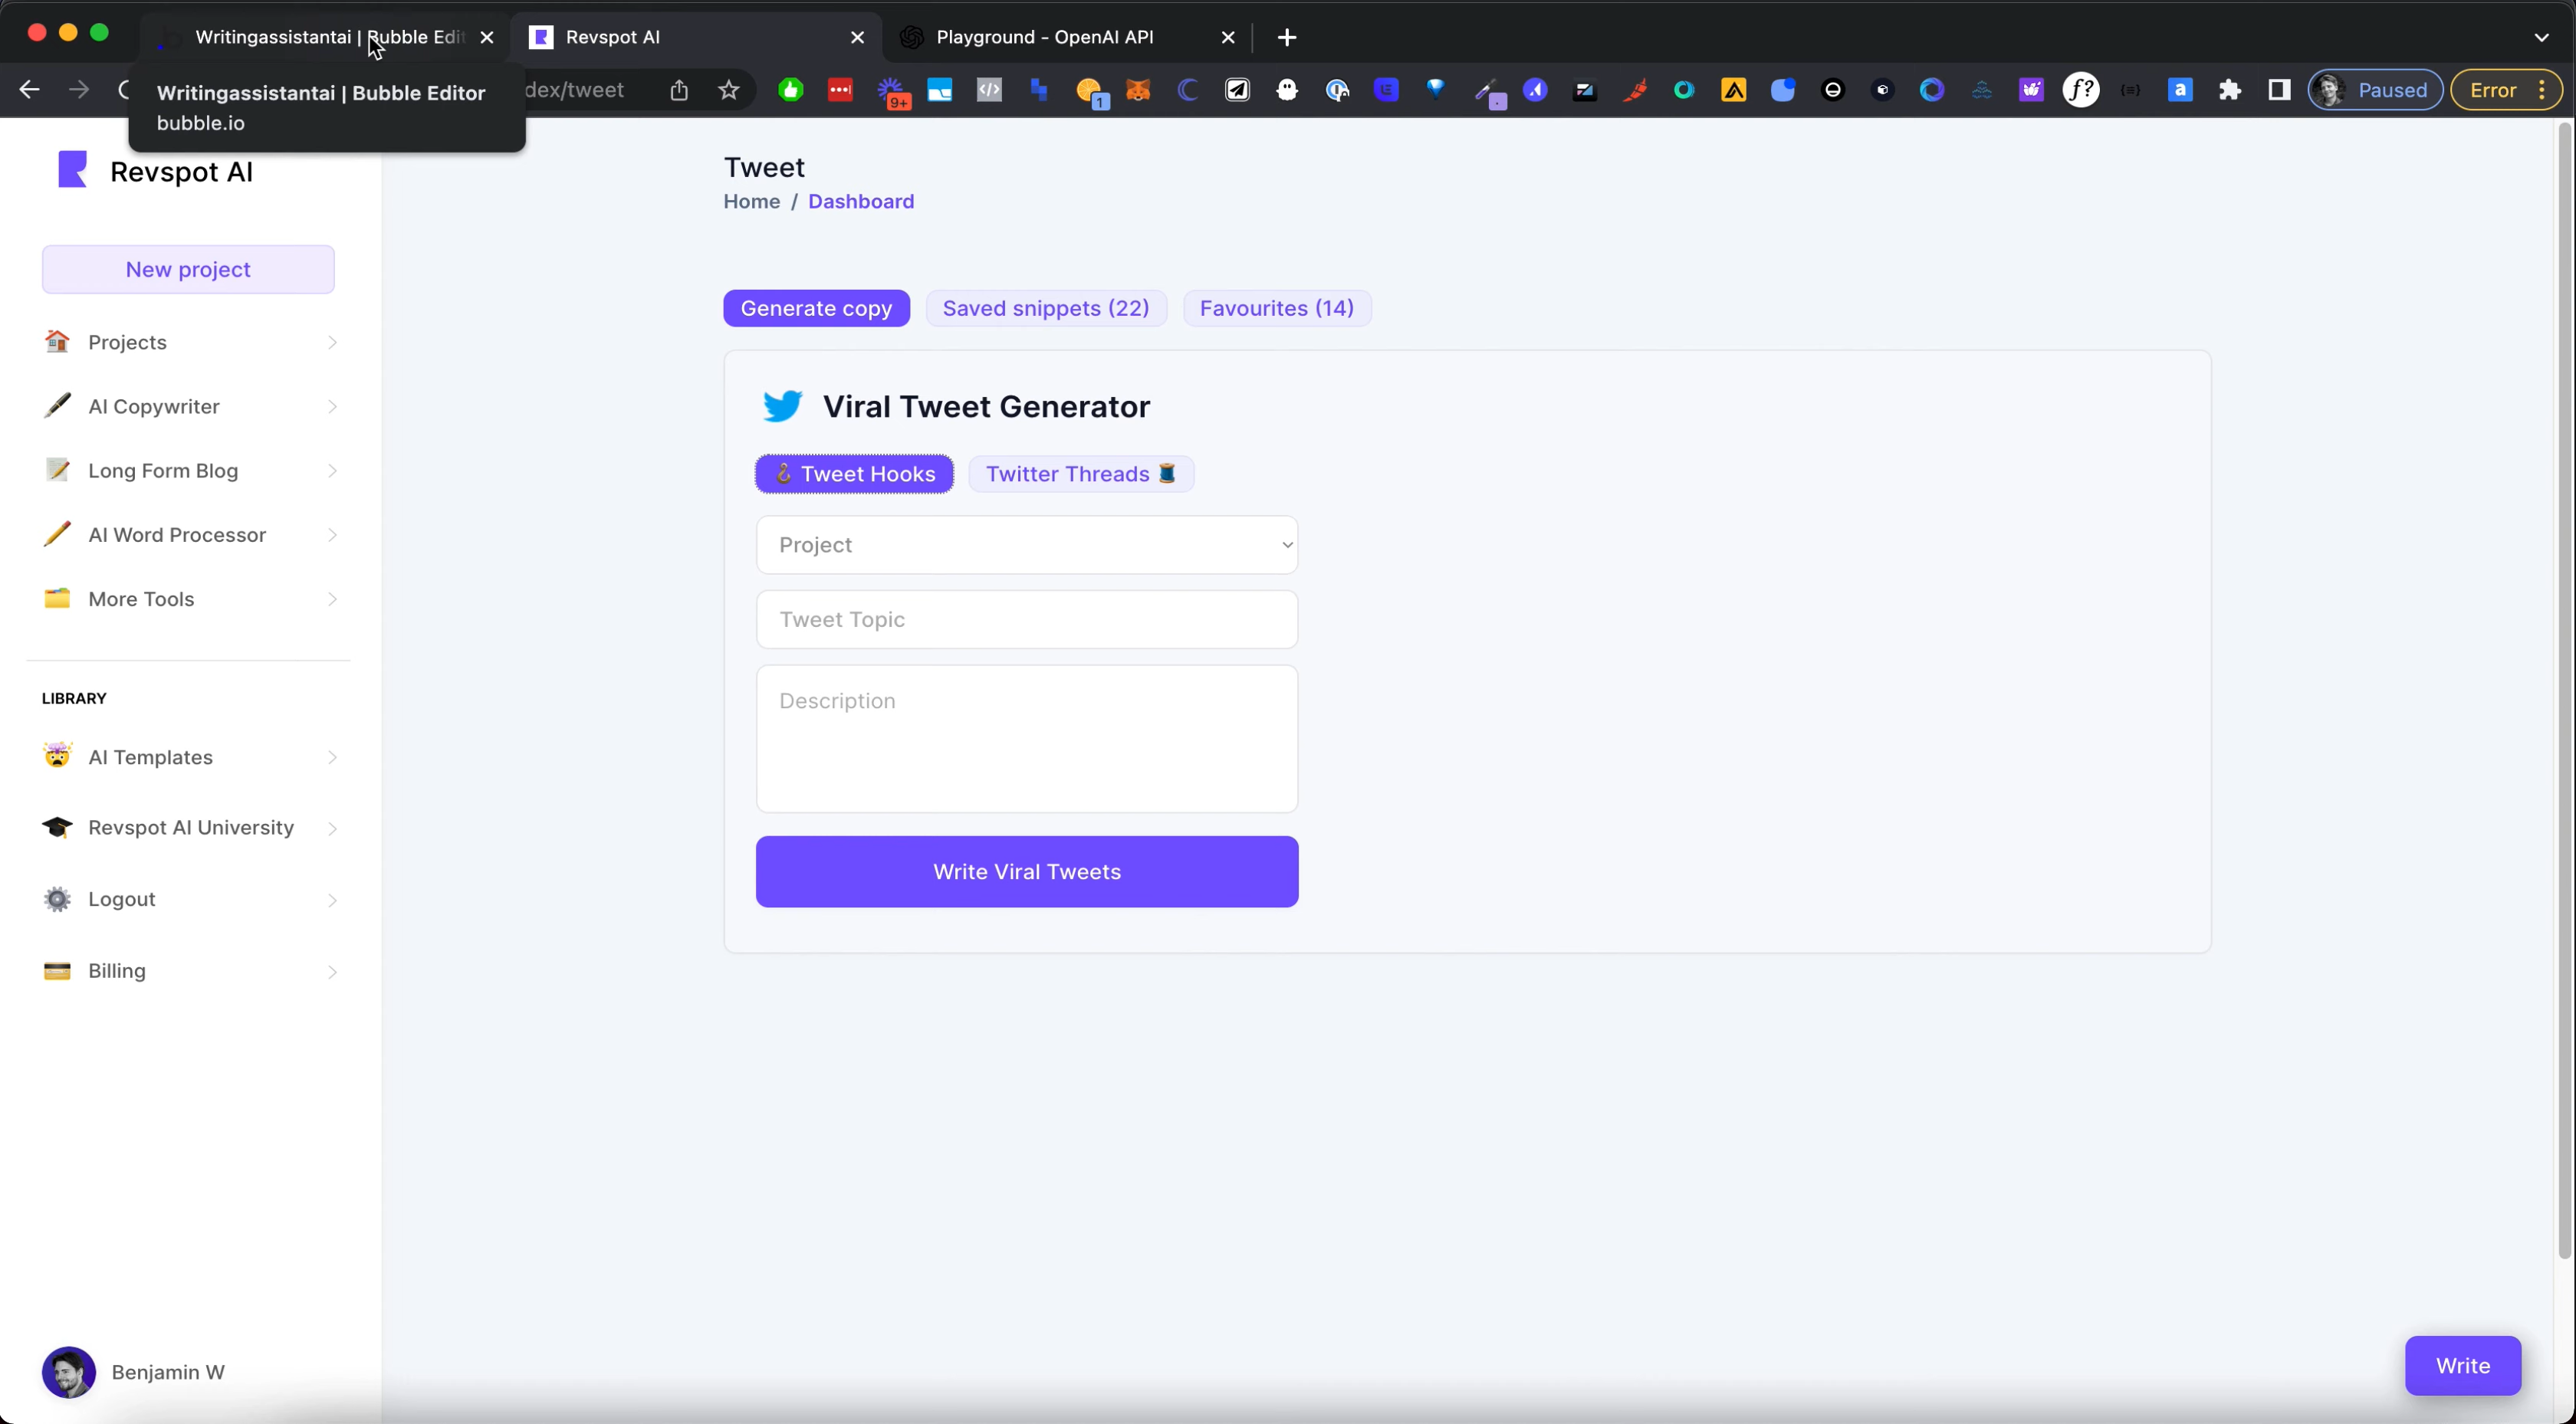 Writingassistantai | Bubble Edit
Revspot AI
Playground - OpenAI API
dex/tweet
9+
1
Paused
Error
Writingassistantai | Bubble Editor
bubble.io
Revspot AI
New project
Projects
AI Copywriter
Long Form Blog
AI Word Processor
More Tools
LIBRARY
AI Templates
Revspot AI University
Logout
Billing
Benjamin W
Tweet
Home / Dashboard
Generate copy
Saved snippets (22)
Favourites (14)
Viral Tweet Generator
Tweet Hooks
Twitter Threads
Project
Tweet Topic
Description
Write Viral Tweets
Write